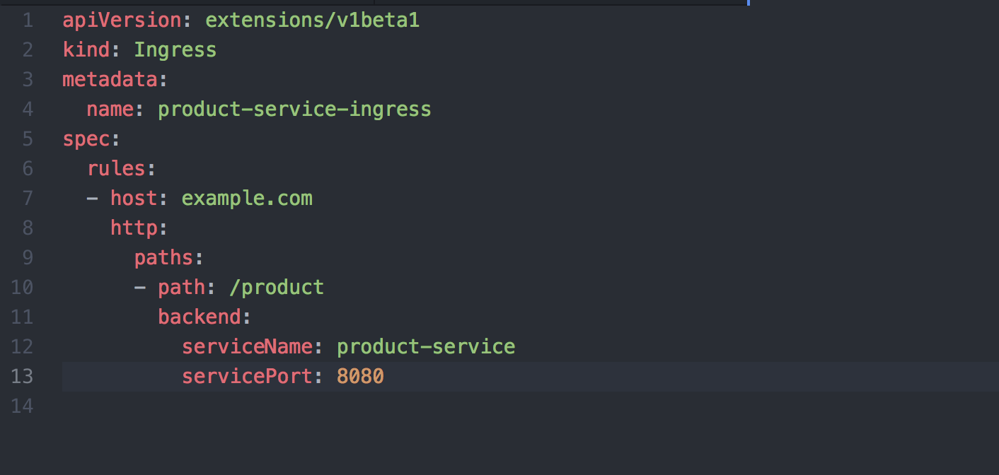 1 apiVersion: extensions/v1beta1
2 kind: Ingress
3 metadata:
4   name: product-service-ingress
5 spec:
6   rules:
7   - host: example.com
8     http:
9       paths:
10       - path: /product
11         backend:
12           serviceName: product-service
13           servicePort: 8080
14